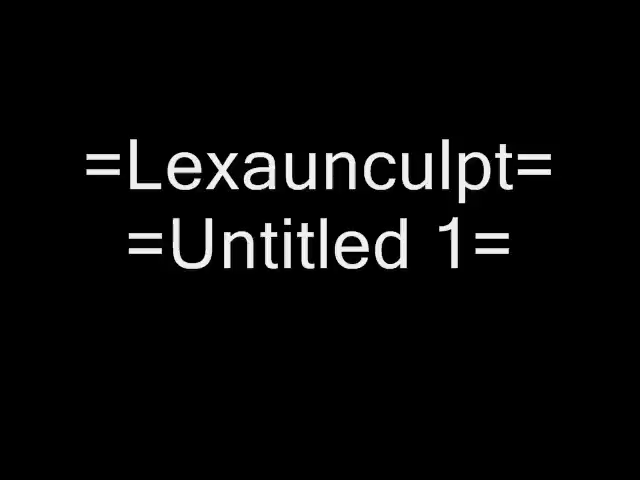 =Lexaunculpt=
=Untitled 1=